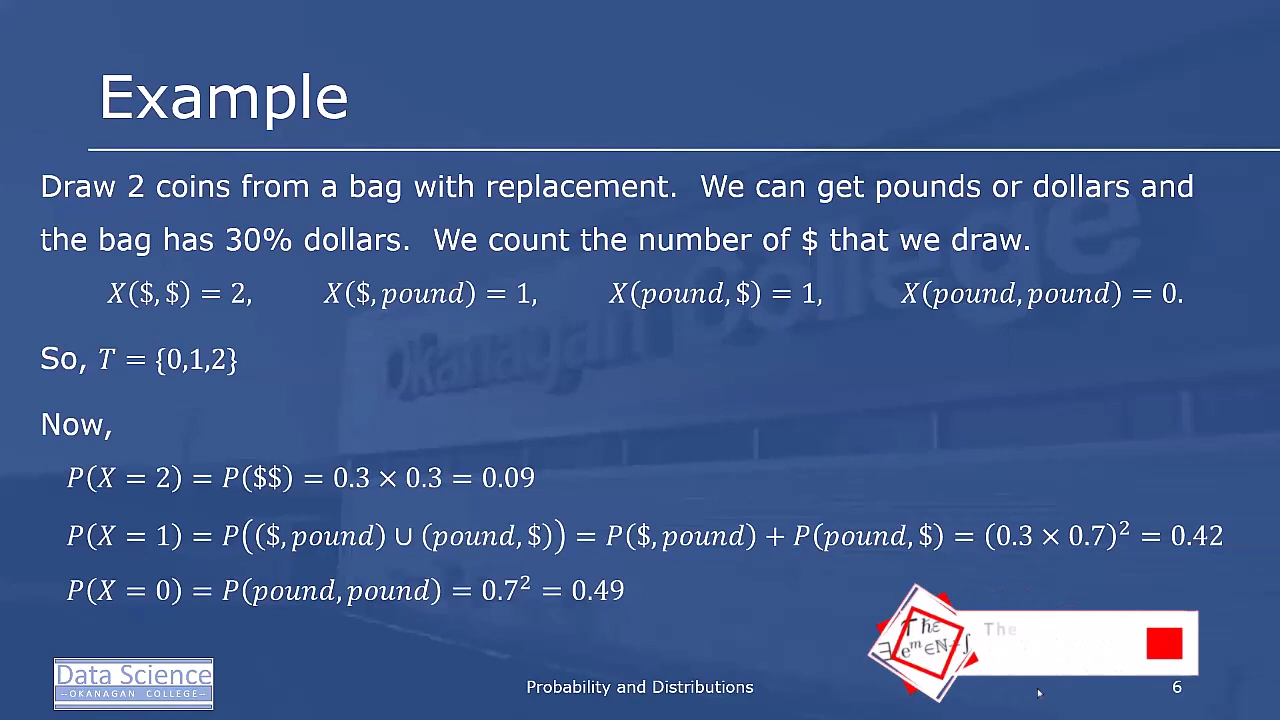 Example
Draw 2 coins from a bag with replacement. We can get pounds or dollars and
the bag has 30% dollars. We count the number of $ that we draw.
X($,$) = 2, X($,pound) = 1, X(pound,$) = 1, X(pound,pound) = 0.
So, T = {0,1,2}
Now,
P(X = 2) = P($$) = 0.3 × 0.3 = 0.09
P(X = 1) = P(($,pound) ∪ (pound,$)) = P($,pound) + P(pound,$) = (0.3 × 0.7)² = 0.42
P(X = 0) = P(pound,pound) = 0.7² = 0.49
Okanagan College
The
Data Science
--OKANAGAN COLLEGE--
Probability and Distributions
6